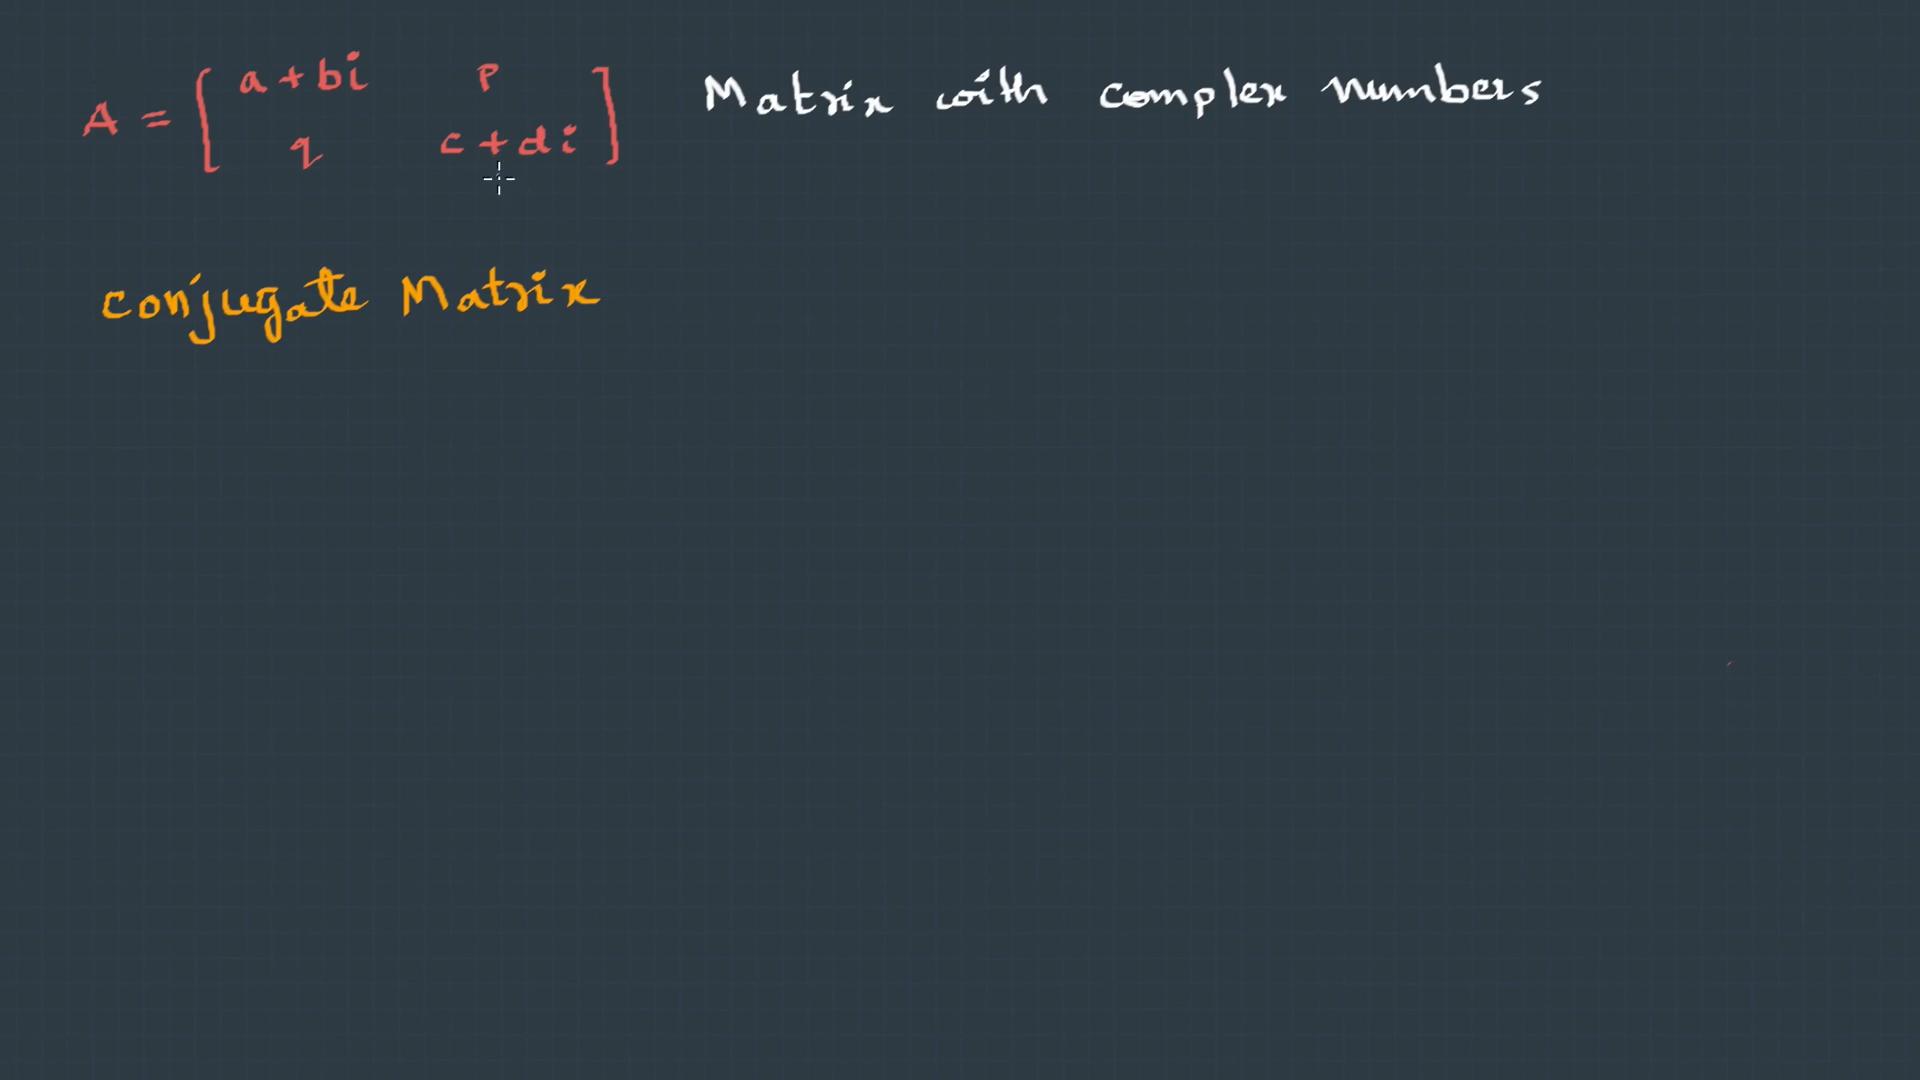 A = [ a + bi P
q c + di ] Matrix with complex numbers
Conjugate Matrix